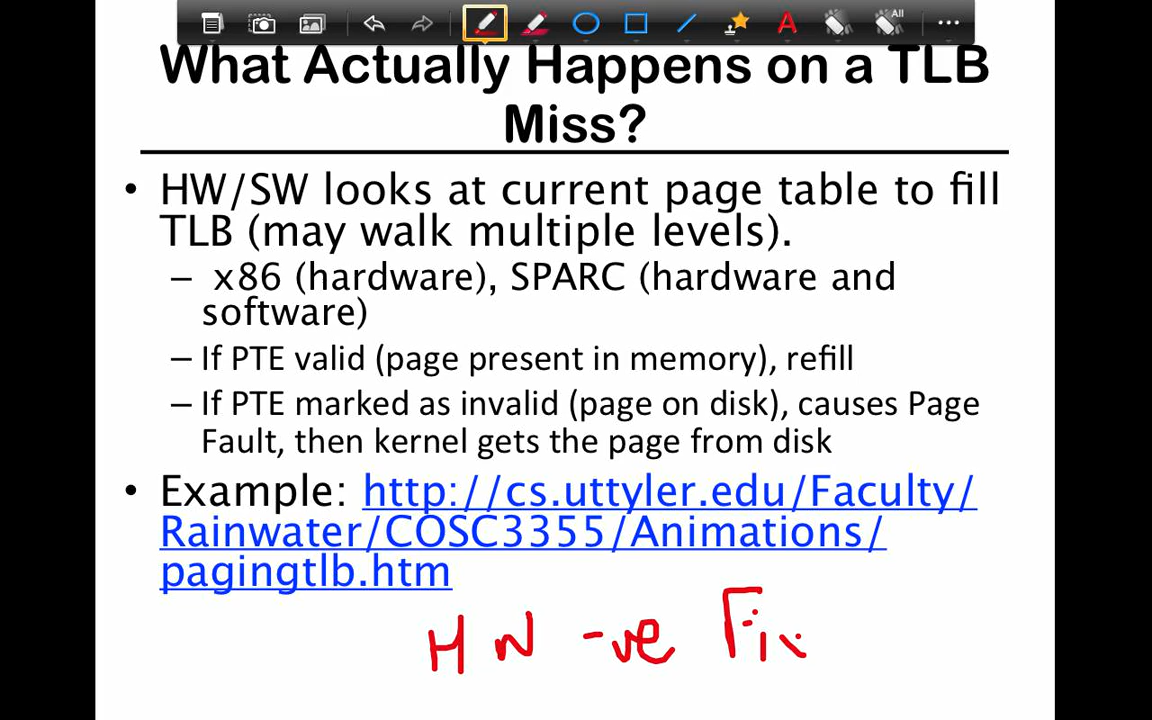 All
What Actually Happens on a TLB
Miss?
• HW/SW looks at current page table to fill
TLB (may walk multiple levels).
– x86 (hardware), SPARC (hardware and
software)
– If PTE valid (page present in memory), refill
– If PTE marked as invalid (page on disk), causes Page
Fault, then kernel gets the page from disk
• Example: http://cs.uttyler.edu/Faculty/
Rainwater/COSC3355/Animations/
pagingtlb.htm
HW -ve Fix